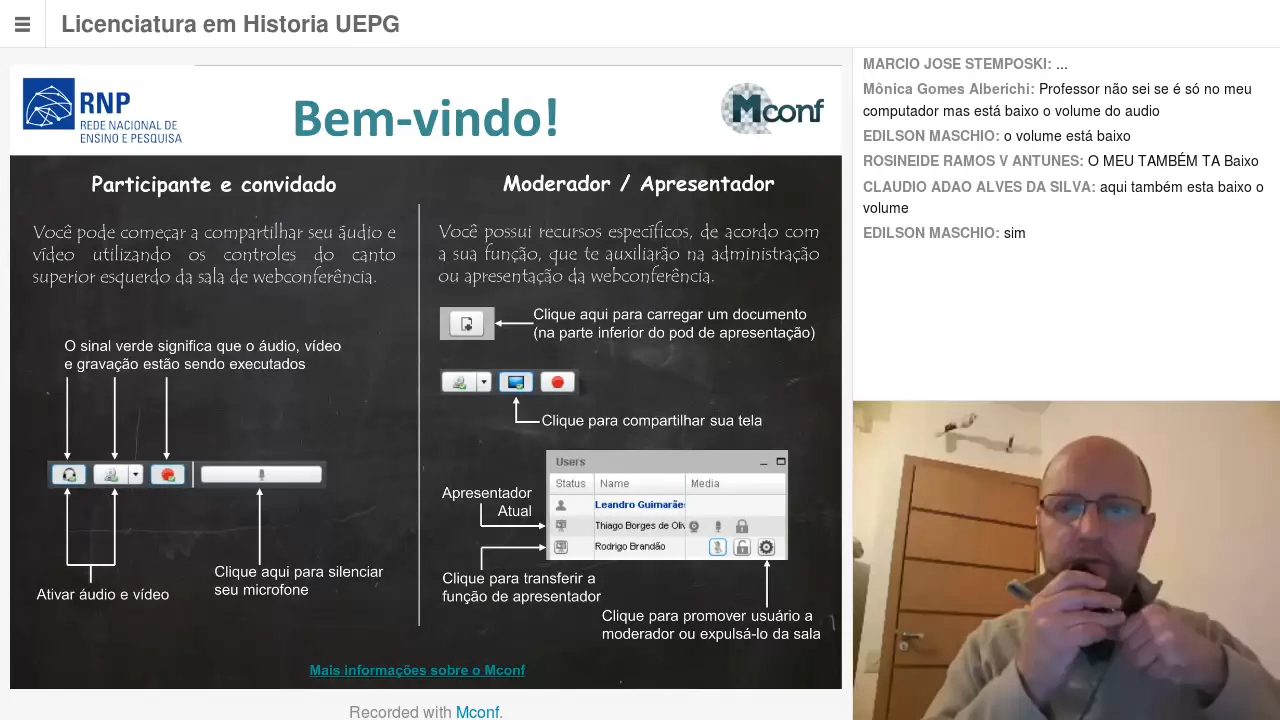 Licenciatura em Historia UEPG
RNP
REDE NACIONAL DE
ENSINO E PESQUISA
Bem-vindo!
Mconf
Participante e convidado
Você pode começar a compartilhar seu áudio e
vídeo utilizando os controles do canto
superior esquerdo da sala de webconferência.
O sinal verde significa que o áudio, vídeo
e gravação estão sendo executados
Ativar áudio e vídeo
Clique aqui para silenciar
seu microfone
Moderador / Apresentador
Você possui recursos específicos, de acordo com
a sua função, que te auxiliarão na administração
ou apresentação da webconferência.
Clique aqui para carregar um documento
(na parte inferior do pod de apresentação)
Clique para compartilhar sua tela
Users
Status Name Media
Leandro Guimarães
Thiago Borges de Oliv
Rodrigo Brandão
Apresentador
Atual
Clique para transferir a
função de apresentador
Clique para promover usuário a
moderador ou expulsá-lo da sala
Mais informações sobre o Mconf
Recorded with Mconf.
MARCIO JOSE STEMPOSKI: ...
Mônica Gomes Alberichi: Professor não sei se é só no meu
computador mas está baixo o volume do audio
EDILSON MASCHIO: o volume está baixo
ROSINEIDE RAMOS V ANTUNES: O MEU TAMBÉM TA Baixo
CLAUDIO ADAO ALVES DA SILVA: aqui também esta baixo o
volume
EDILSON MASCHIO: sim